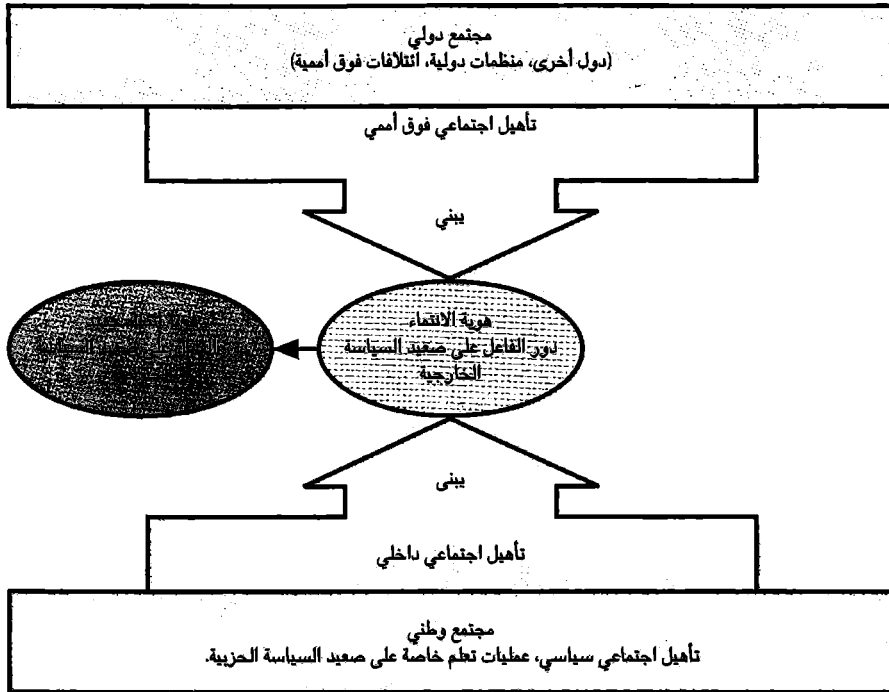 مجتمع دولي
(دول أخرى، منظمات دولية، ائتلافات فوق أممية)
تأهيل اجتماعي فوق أممي
يبني
هوية الانتماء
دور الفاعل على صعيد السياسة
الخارجية
يبنى
تأهيل اجتماعي داخلي
مجتمع وطني
تأهيل اجتماعي سياسي، عمليات تعلم خاصة على صعيد السياسة الحزبية.